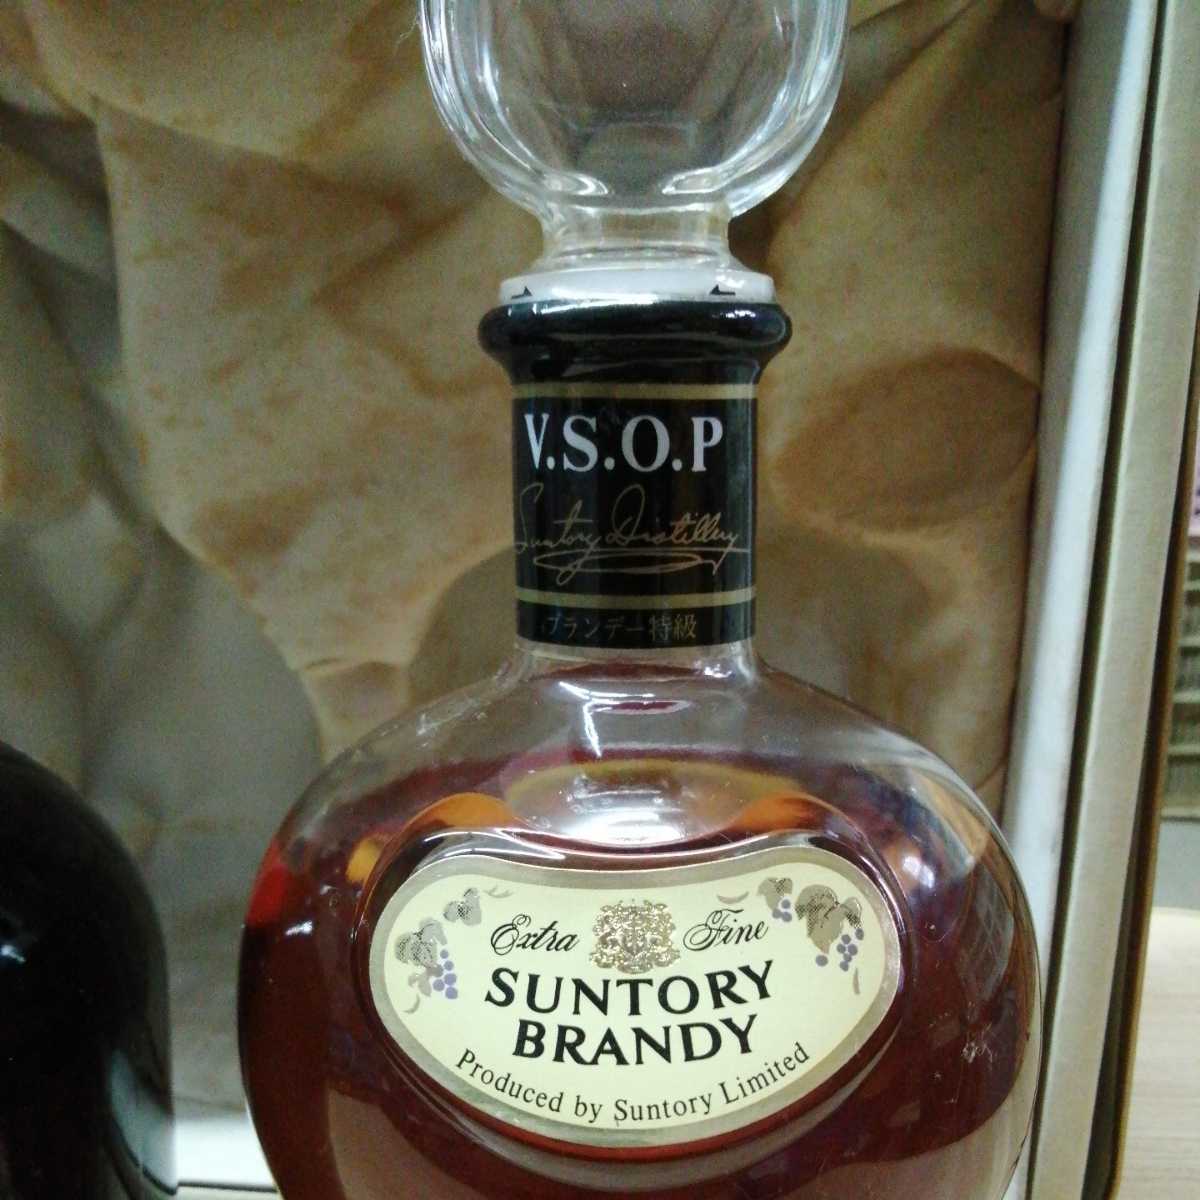 V.S.O.P
Suntory Distillery
ブランデー特級
Extra Fine
SUNTORY
BRANDY
Produced by Suntory Limited